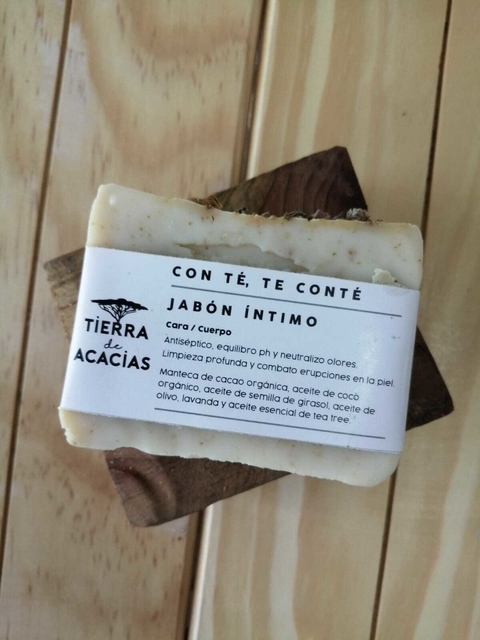 CON TÉ, TE CONTÉ
JABÓN ÍNTIMO
Cara / Cuerpo
Antiséptico, equilibro ph y neutralizo olores.
Limpieza profunda y combato erupciones en la piel.
Manteca de cacao orgánica, aceite de coco
orgánico, aceite de semilla de girasol, aceite de
olivo, lavanda y aceite esencial de tea tree.
TIERRA
de
ACACIAS